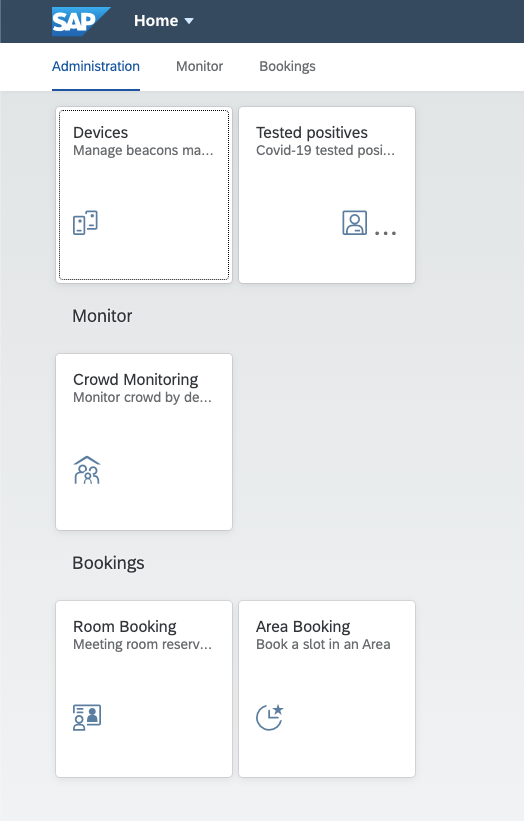 SAP Home
Administration Monitor Bookings
Devices
Manage beacons ma...
Tested positives
Covid-19 tested posi...
...
Monitor
Crowd Monitoring
Monitor crowd by de...
Bookings
Room Booking
Meeting room reserv...
Area Booking
Book a slot in an Area